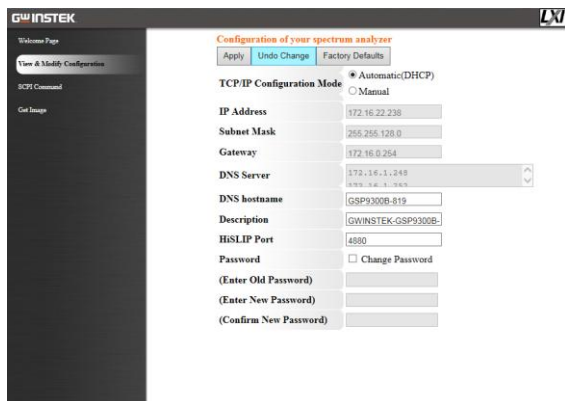 GW INSTEK
LXI
Welcome Page
View & Modify Configuration
SCPI Command
Get Image
Configuration of your spectrum analyzer
Apply Undo Change Factory Defaults
TCP/IP Configuration Mode
Automatic(DHCP)
Manual
IP Address 172.16.22.238
Subnet Mask 255.255.128.0
Gateway 172.16.0.254
DNS Server 172.16.1.248
DNS hostname GSP9300B-819
Description GWINSTEK-GSP9300B-
HiSLIP Port 4880
Password Change Password
(Enter Old Password)
(Enter New Password)
(Confirm New Password)